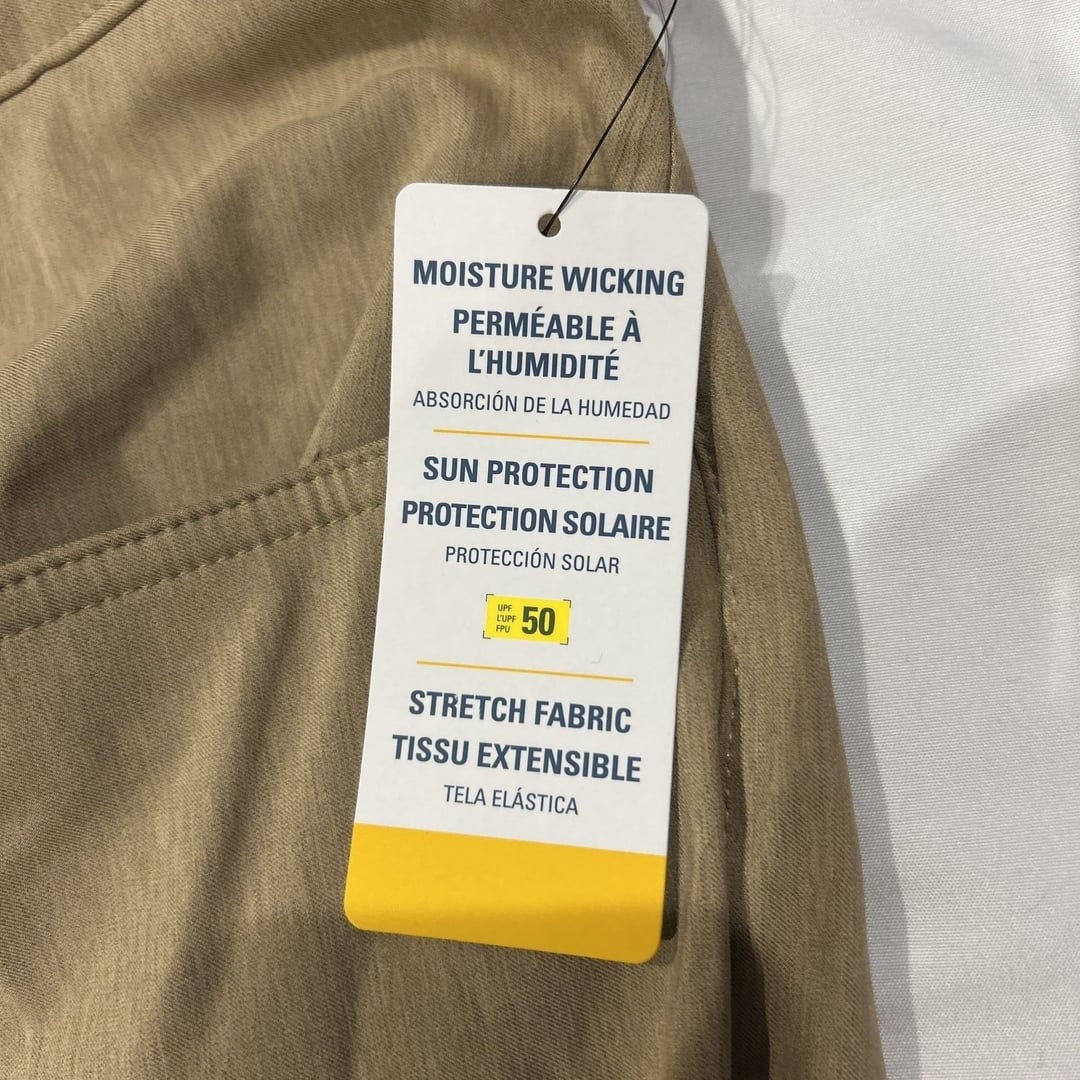 MOISTURE WICKING
PERMÉABLE À
L'HUMIDITÉ
ABSORCIÓN DE LA HUMEDAD
SUN PROTECTION
PROTECTION SOLAIRE
PROTECCIÓN SOLAR
UPF
L'UPF 50
FPU
STRETCH FABRIC
TISSU EXTENSIBLE
TELA ELÁSTICA